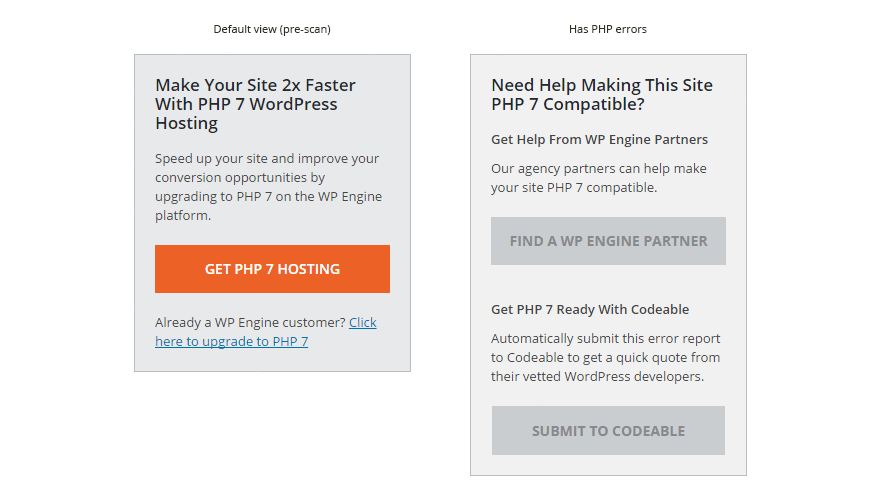 Default view (pre-scan)
Make Your Site 2x Faster
With PHP 7 WordPress
Hosting
Speed up your site and improve your
conversion opportunities by
upgrading to PHP 7 on the WP Engine
platform.
GET PHP 7 HOSTING
Already a WP Engine customer? Click
here to upgrade to PHP 7
Has PHP errors
Need Help Making This Site
PHP 7 Compatible?
Get Help From WP Engine Partners
Our agency partners can help make
your site PHP 7 compatible.
FIND A WP ENGINE PARTNER
Get PHP 7 Ready With Codeable
Automatically submit this error report
to Codeable to get a quick quote from
their vetted WordPress developers.
SUBMIT TO CODEABLE